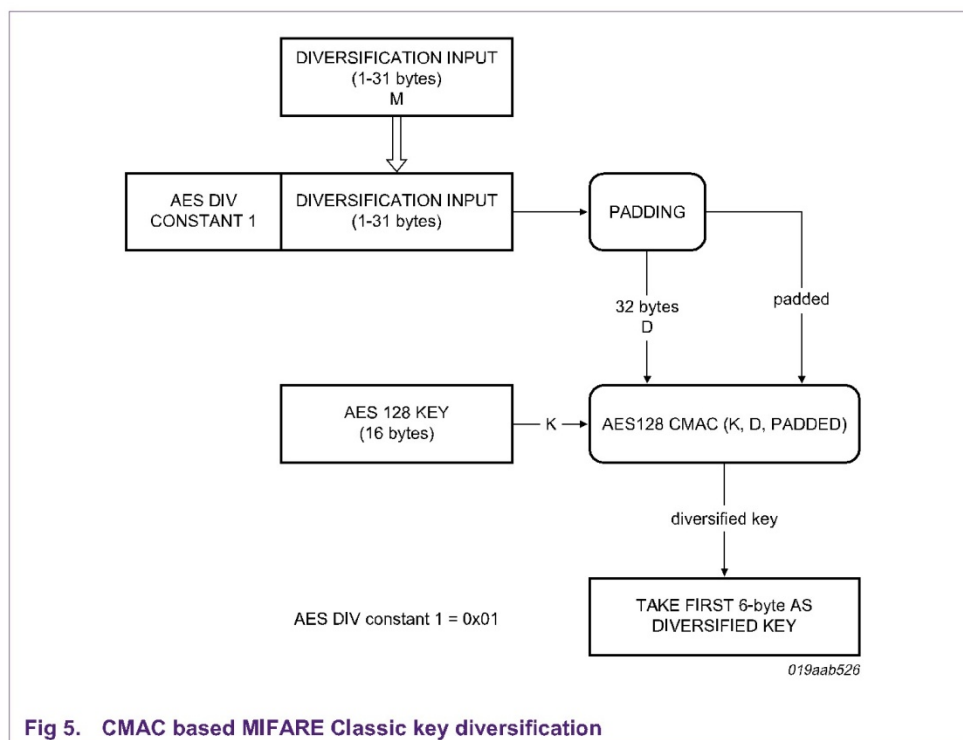 DIVERSIFICATION INPUT
(1-31 bytes)
M
AES DIV
CONSTANT 1
DIVERSIFICATION INPUT
(1-31 bytes)
PADDING
32 bytes
D
padded
AES 128 KEY
(16 bytes)
K
AES128 CMAC (K, D, PADDED)
diversified key
AES DIV constant 1 = 0x01
TAKE FIRST 6-byte AS
DIVERSIFIED KEY
019aab526
Fig 5. CMAC based MIFARE Classic key diversification